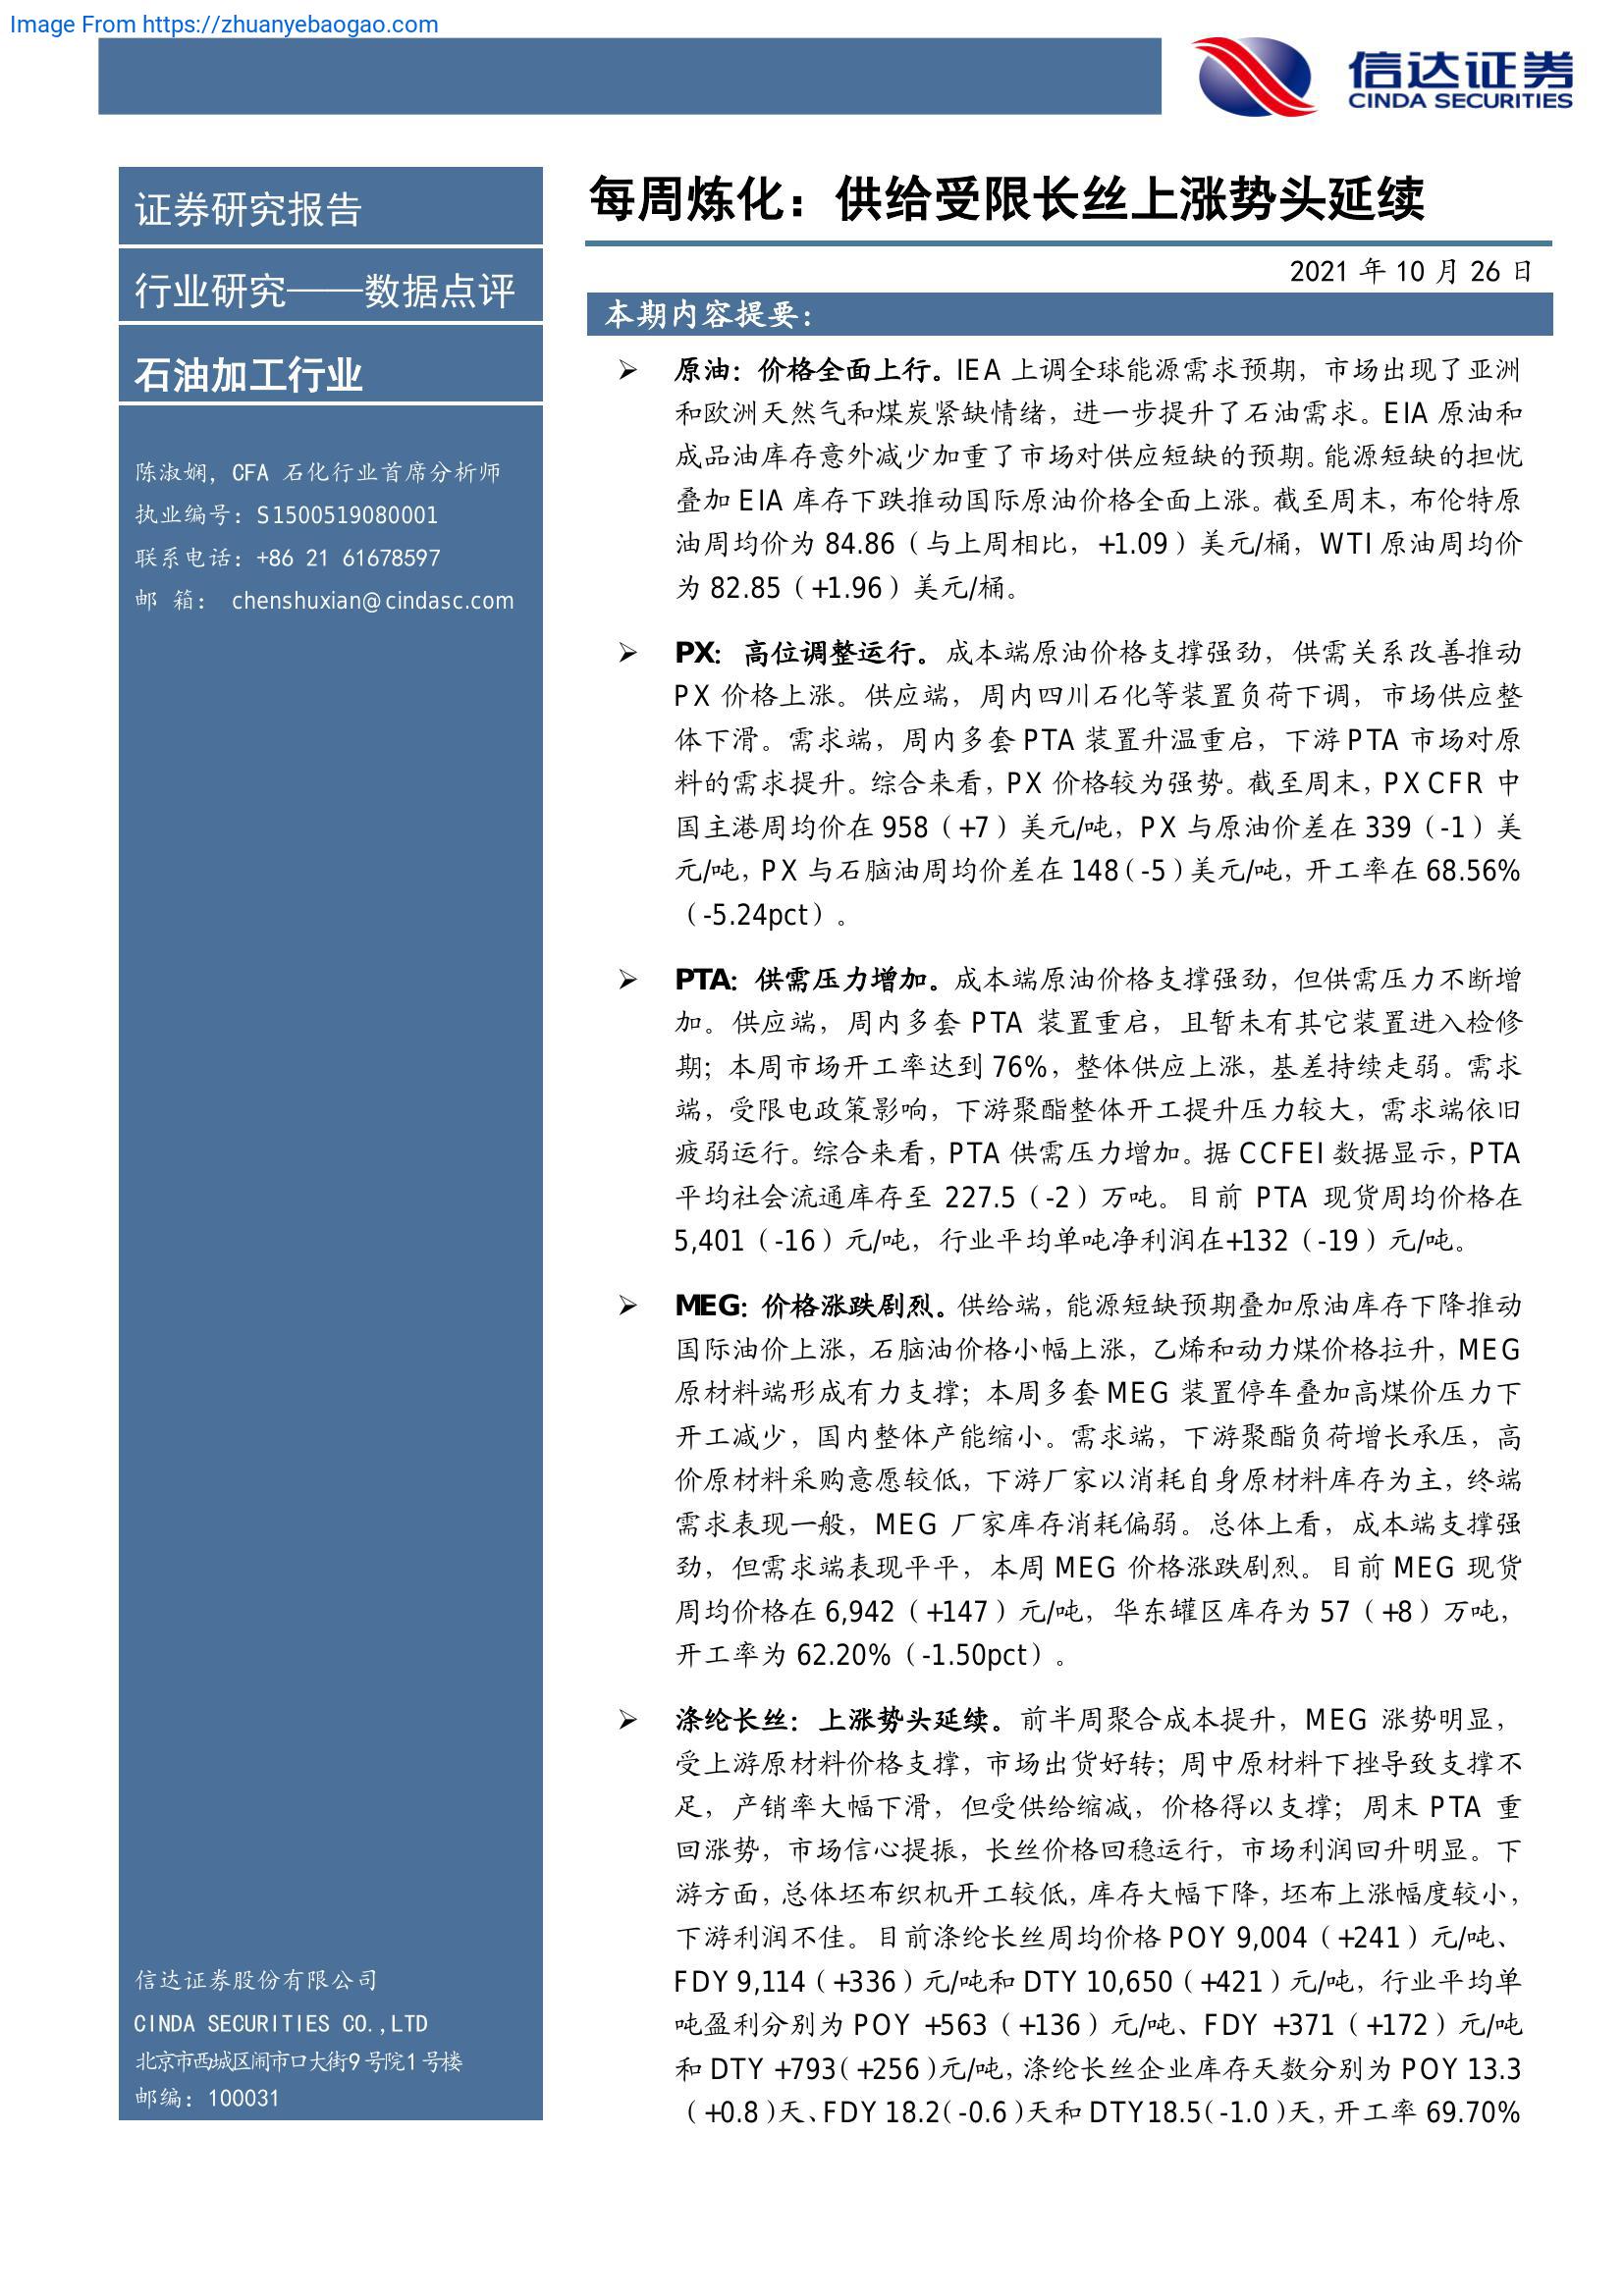 Image From https://zhuanyebaogao.com
信达证券
CINDA SECURITIES
证券研究报告
行业研究——数据点评
石油加工行业
陈淑娴，CFA 石化行业首席分析师
执业编号：S1500519080001
联系电话：+86 21 61678597
邮 箱： chenshuxian@cindasc.com
信达证券股份有限公司
CINDA SECURITIES CO.,LTD
北京市西城区闹市口大街9号院1号楼
邮编：100031
每周炼化：供给受限长丝上涨势头延续
2021 年 10 月 26 日
本期内容提要：
➢ 原油：价格全面上行。IEA 上调全球能源需求预期，市场出现了亚洲
和欧洲天然气和煤炭紧缺情绪，进一步提升了石油需求。EIA 原油和
成品油库存意外减少加重了市场对供应短缺的预期。能源短缺的担忧
叠加 EIA 库存下跌推动国际原油价格全面上涨。截至周末，布伦特原
油周均价为 84.86（与上周相比，+1.09）美元/桶，WTI 原油周均价
为 82.85（+1.96）美元/桶。
➢ PX：高位调整运行。成本端原油价格支撑强劲，供需关系改善推动
PX 价格上涨。供应端，周内四川石化等装置负荷下调，市场供应整
体下滑。需求端，周内多套 PTA 装置升温重启，下游 PTA 市场对原
料的需求提升。综合来看，PX 价格较为强势。截至周末，PX CFR 中
国主港周均价在 958（+7）美元/吨，PX 与原油价差在 339（-1）美
元/吨，PX 与石脑油周均价差在 148（-5）美元/吨，开工率在 68.56%
（-5.24pct）。
➢ PTA：供需压力增加。成本端原油价格支撑强劲，但供需压力不断增
加。供应端，周内多套 PTA 装置重启，且暂未有其它装置进入检修
期；本周市场开工率达到 76%，整体供应上涨，基差持续走弱。需求
端，受限电政策影响，下游聚酯整体开工提升压力较大，需求端依旧
疲弱运行。综合来看，PTA 供需压力增加。据 CCFEI 数据显示，PTA
平均社会流通库存至 227.5（-2）万吨。目前 PTA 现货周均价格在
5,401（-16）元/吨，行业平均单吨净利润在+132（-19）元/吨。
➢ MEG：价格涨跌剧烈。供给端，能源短缺预期叠加原油库存下降推动
国际油价上涨，石脑油价格小幅上涨，乙烯和动力煤价格拉升，MEG
原材料端形成有力支撑；本周多套 MEG 装置停车叠加高煤价压力下
开工减少，国内整体产能缩小。需求端，下游聚酯负荷增长承压，高
价原材料采购意愿较低，下游厂家以消耗自身原材料库存为主，终端
需求表现一般，MEG 厂家库存消耗偏弱。总体上看，成本端支撑强
劲，但需求端表现平平，本周 MEG 价格涨跌剧烈。目前 MEG 现货
周均价格在 6,942（+147）元/吨，华东罐区库存为 57（+8）万吨，
开工率为 62.20%（-1.50pct）。
➢ 涤纶长丝：上涨势头延续。前半周聚合成本提升，MEG 涨势明显，
受上游原材料价格支撑，市场出货好转；周中原材料下挫导致支撑不
足，产销率大幅下滑，但受供给缩减，价格得以支撑；周末 PTA 重
回涨势，市场信心提振，长丝价格回稳运行，市场利润回升明显。下
游方面，总体坯布织机开工较低，库存大幅下降，坯布上涨幅度较小，
下游利润不佳。目前涤纶长丝周均价格 POY 9,004（+241）元/吨、
FDY 9,114（+336）元/吨和 DTY 10,650（+421）元/吨，行业平均单
吨盈利分别为 POY +563（+136）元/吨、FDY +371（+172）元/吨
和 DTY +793（+256）元/吨，涤纶长丝企业库存天数分别为 POY 13.3
（+0.8）天、FDY 18.2（-0.6）天和 DTY18.5（-1.0）天，开工率 69.70%